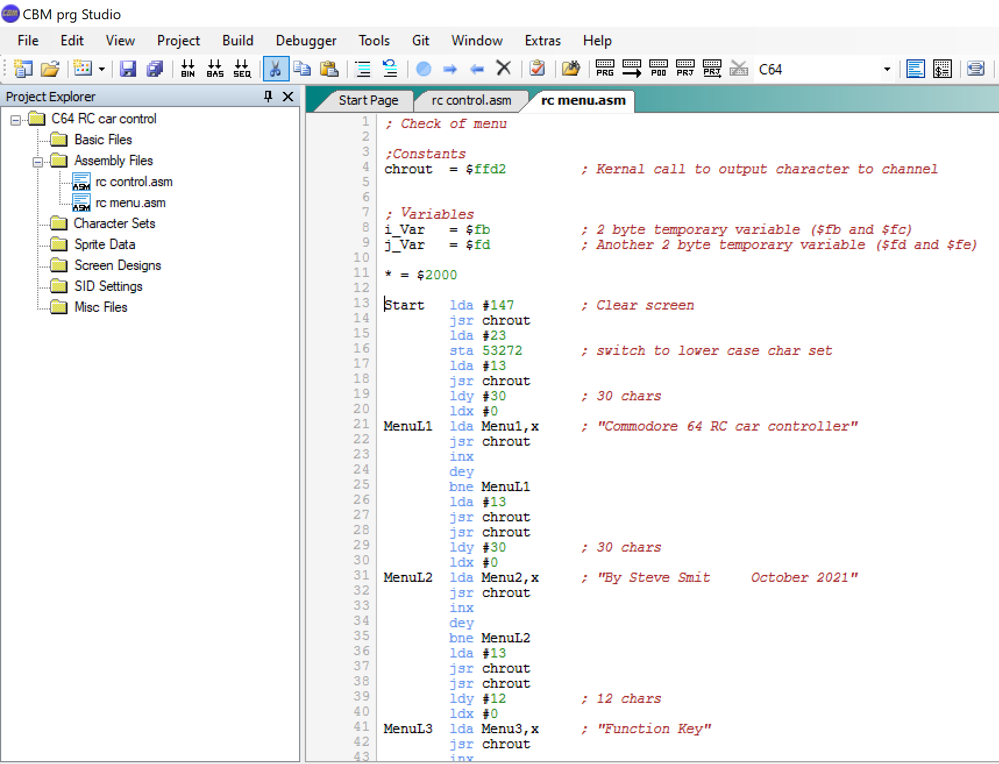 CBM prg Studio
File Edit View Project Build Debugger Tools Git Window Extras Help
BIN BAS SEQ PRG POO PRJ PRJ C64
Project Explorer
C64 RC car control
Basic Files
Assembly Files
ASM rc control.asm
ASM rc menu.asm
Character Sets
Sprite Data
Screen Designs
SID Settings
Misc Files
Start Page rc control.asm rc menu.asm
1 ; Check of menu
2
3 ;Constants
4 chrout = $ffd2 ; Kernal call to output character to channel
5
6
7 ; Variables
8 i_Var = $fb ; 2 byte temporary variable ($fb and $fc)
9 j_Var = $fd ; Another 2 byte temporary variable ($fd and $fe)
10
11 * = $2000
12
13 Start lda #147 ; Clear screen
14 jsr chrout
15 lda #23
16 sta 53272 ; switch to lower case char set
17 lda #13
18 jsr chrout
19 ldy #30 ; 30 chars
20 ldx #0
21 MenuL1 lda Menu1,x ; "Commodore 64 RC car controller"
22 jsr chrout
23 inx
24 dey
25 bne MenuL1
26 lda #13
27 jsr chrout
28 jsr chrout
29 ldy #30 ; 30 chars
30 ldx #0
31 MenuL2 lda Menu2,x ; "By Steve Smit     October 2021"
32 jsr chrout
33 inx
34 dey
35 bne MenuL2
36 lda #13
37 jsr chrout
38 jsr chrout
39 ldy #12 ; 12 chars
40 ldx #0
41 MenuL3 lda Menu3,x ; "Function Key"
42 jsr chrout
43 inx